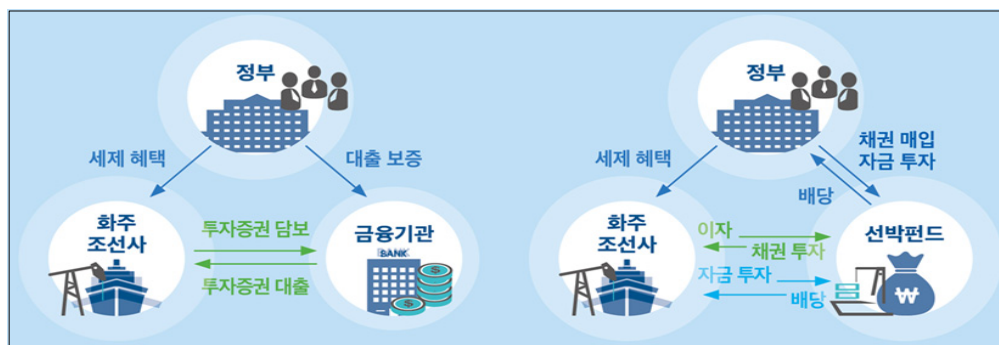 정부
세제 혜택
대출 보증
화주
조선사
투자증권 담보
투자증권 대출
금융기관
BANK
$
$
정부
세제 혜택
채권 매입
자금 투자
배당
화주
조선사
이자
채권 투자
자금 투자
배당
선박펀드
₩